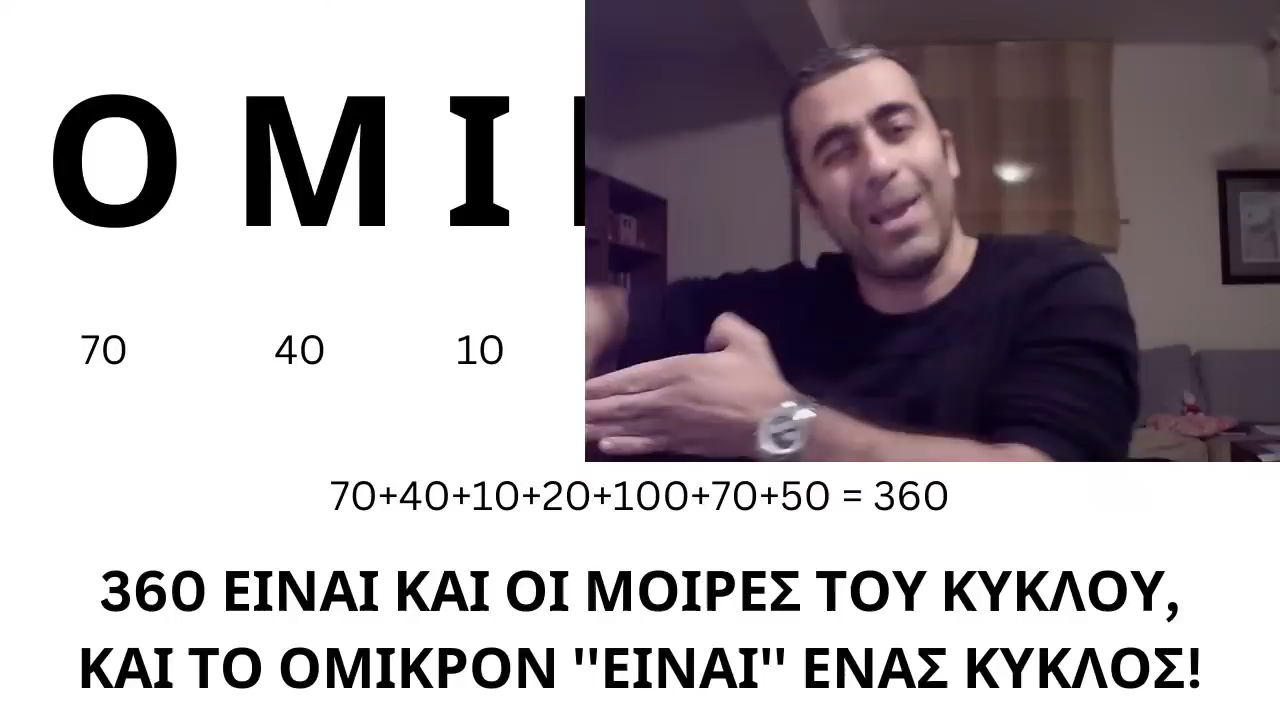 Ο Μ Ι
70 40 10
70+40+10+20+100+70+50 = 360
360 ΕΙΝΑΙ ΚΑΙ ΟΙ ΜΟΙΡΕΣ ΤΟΥ ΚΥΚΛΟΥ,
ΚΑΙ ΤΟ ΟΜΙΚΡΟΝ "ΕΙΝΑΙ" ΕΝΑΣ ΚΥΚΛΟΣ!